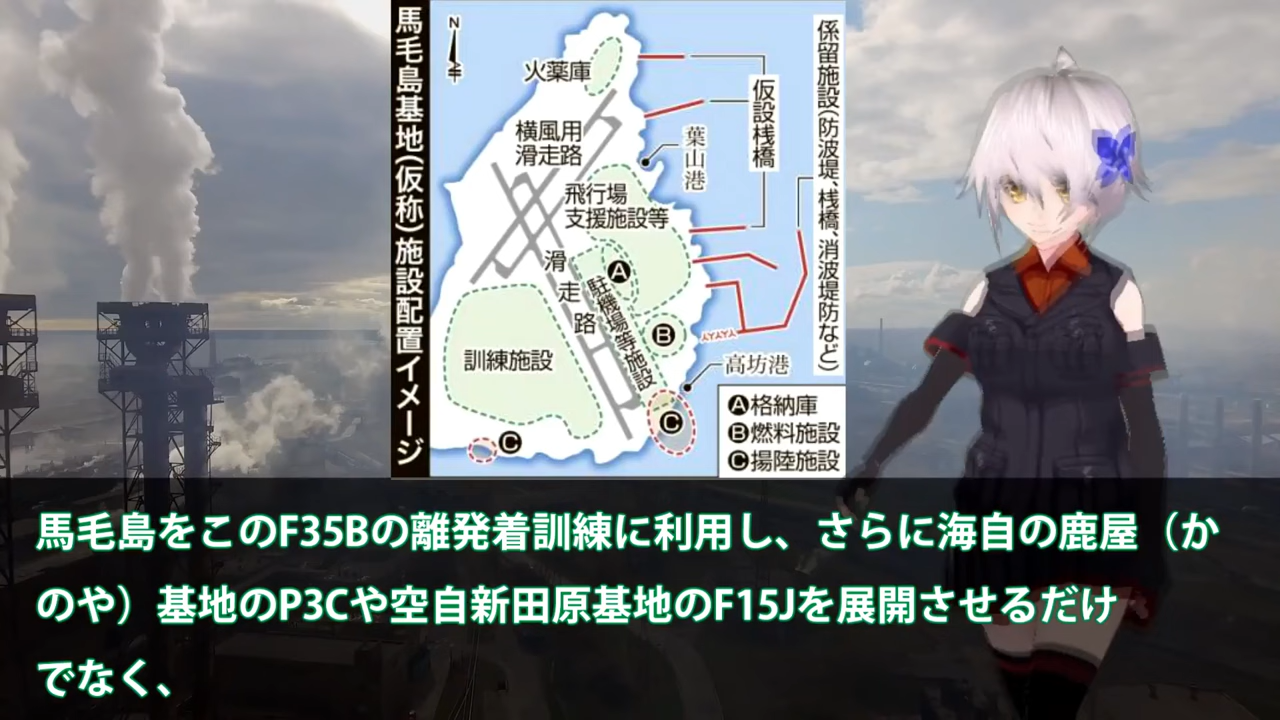 馬毛島基地(仮称)施設配置イメージ
N
火薬庫
横風用
滑走路
葉山港
仮設桟橋
係留施設(防波堤、桟橋、消波堤防など)
飛行場
支援施設等
滑走路
A
駐機場等施設
B
訓練施設
高坊港
C
C
A格納庫
B燃料施設
C揚陸施設
馬毛島をこのF35Bの離発着訓練に利用し、さらに海自の鹿屋（か
のや）基地のP3Cや空自新田原基地のF15Jを展開させるだけ
でなく、